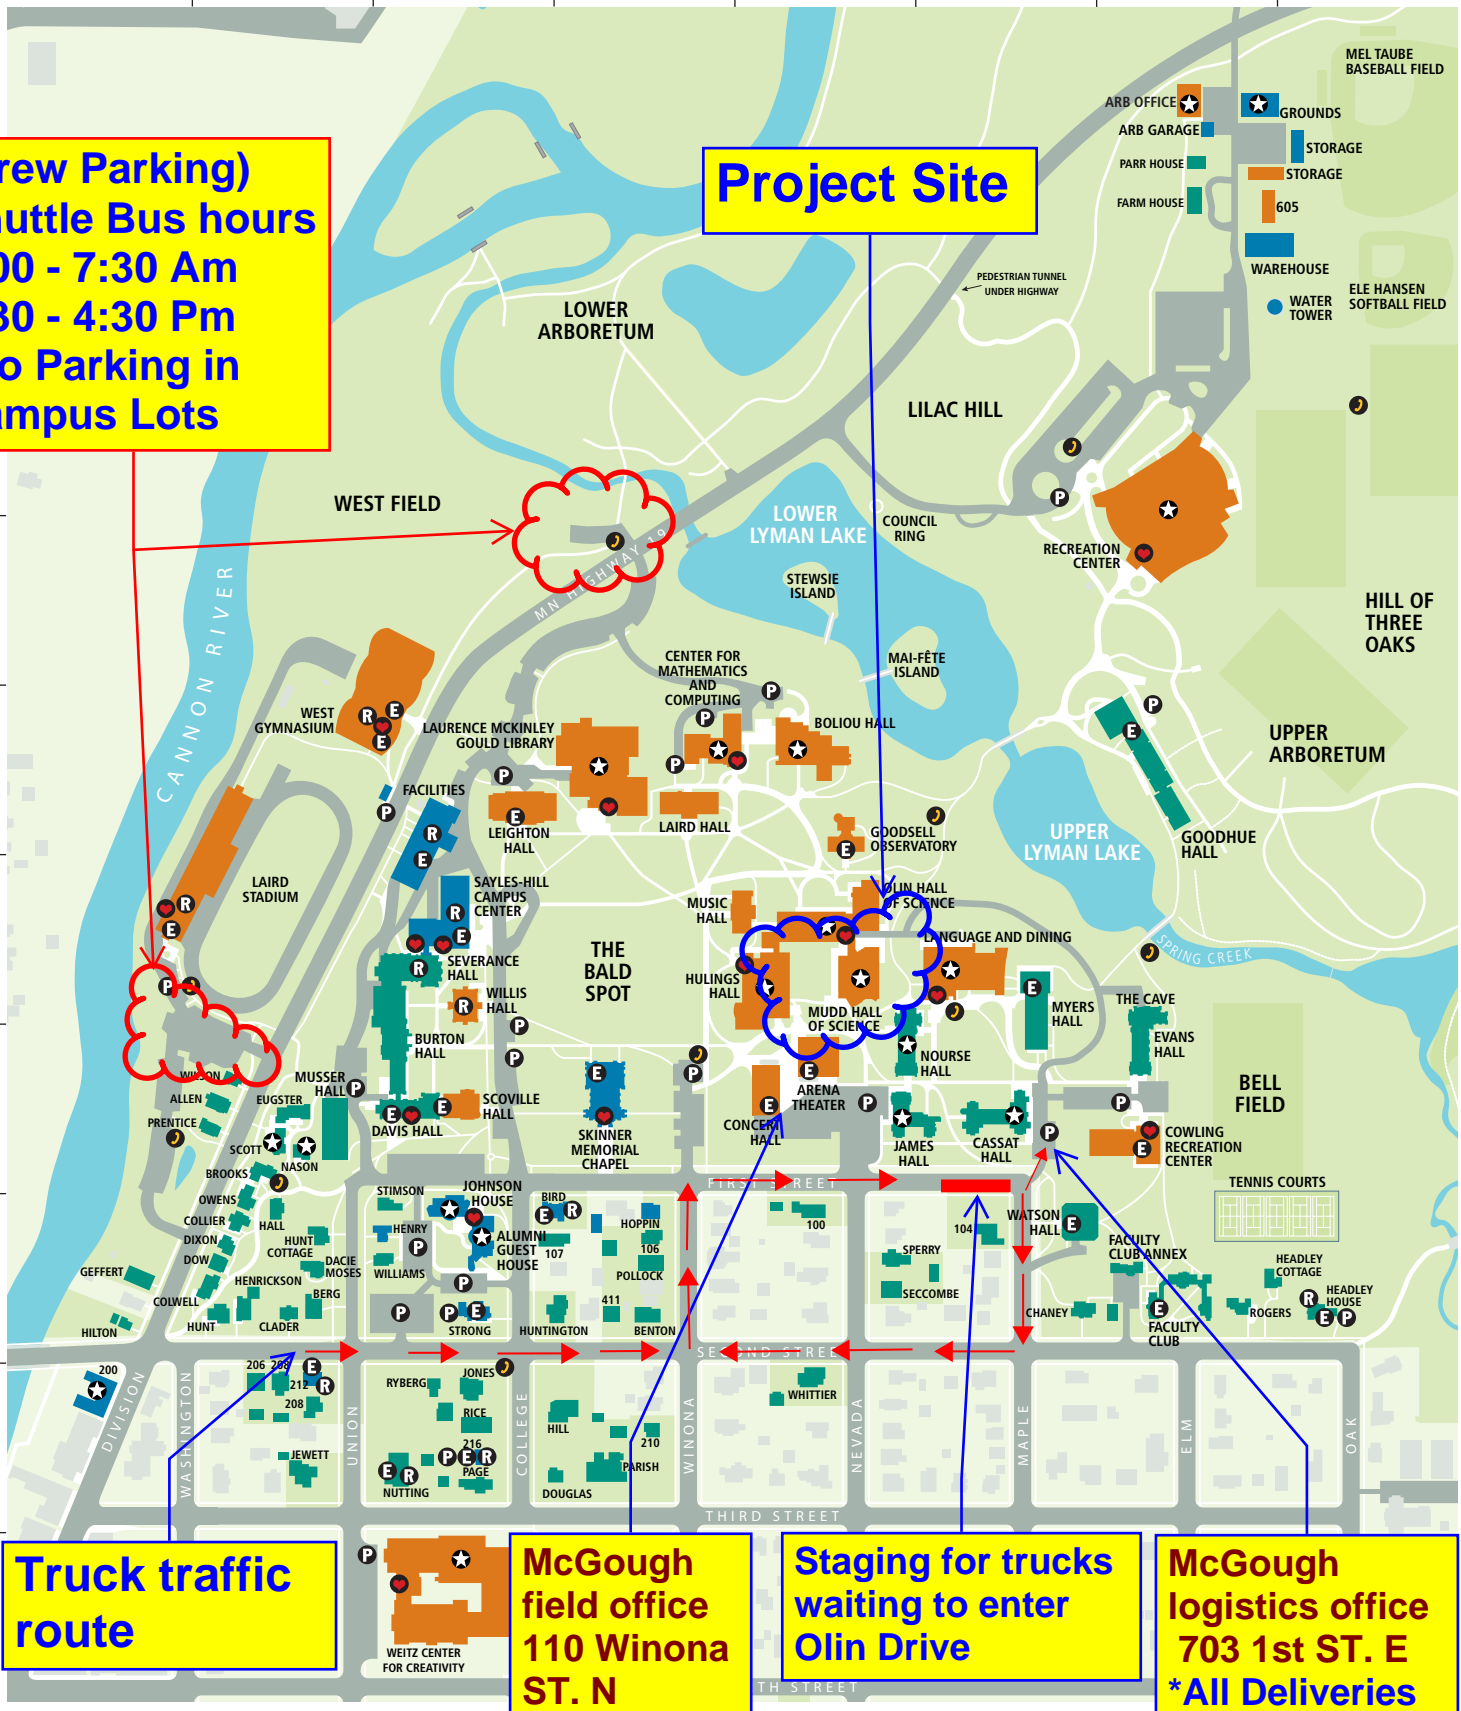 MEL TAUBE
BASEBALL FIELD
ARB OFFICE
GROUNDS
ARB GARAGE
STORAGE
PARR HOUSE
STORAGE
FARM HOUSE
605
WAREHOUSE
WATER
TOWER
ELE HANSEN
SOFTBALL FIELD
rew Parking)
uttle Bus hours
00 - 7:30 Am
30 - 4:30 Pm
o Parking in
ampus Lots
Project Site
PEDESTRIAN TUNNEL
UNDER HIGHWAY
LOWER
ARBORETUM
LILAC HILL
WEST FIELD
LOWER
LYMAN LAKE
COUNCIL
RING
RECREATION
CENTER
MN HIGHWAY 19
STEWSIE
ISLAND
HILL OF
THREE
OAKS
CANNON RIVER
CENTER FOR
MATHEMATICS
AND
COMPUTING
MAI-FÊTE
ISLAND
WEST
GYMNASIUM
LAURENCE MCKINLEY
GOULD LIBRARY
BOLIOU HALL
UPPER
ARBORETUM
FACILITIES
LEIGHTON
HALL
LAIRD HALL
GOODSELL
OBSERVATORY
UPPER
LYMAN LAKE
GOODHUE
HALL
LAIRD
STADIUM
SAYLES-HILL
CAMPUS
CENTER
MUSIC
HALL
OLIN HALL
OF SCIENCE
LANGUAGE AND DINING
THE
BALD
SPOT
SEVERANCE
HALL
HULINGS
HALL
SPRING CREEK
WILLIS
HALL
MUDD HALL
OF SCIENCE
MYERS
HALL
THE CAVE
EVANS
HALL
BURTON
HALL
NOURSE
HALL
WILSON
MUSSER
HALL
ARENA
THEATER
BELL
FIELD
ALLEN
EUGSTER
SCOVILLE
HALL
PRENTICE
DAVIS HALL
SKINNER
MEMORIAL
CHAPEL
CONCERT
HALL
JAMES
HALL
CASSAT
HALL
COWLING
RECREATION
CENTER
SCOTT
NASON
BROOKS
FIRST STREET
TENNIS COURTS
OWENS
STIMSON
JOHNSON
HOUSE
BIRD
COLLIER
HALL
HENRY
HOPPIN
100
104
WATSON
HALL
DIXON
HUNT
COTTAGE
ALUMNI
GUEST
HOUSE
107
106
FACULTY
CLUB ANNEX
DOW
DACIE
MOSES
WILLIAMS
POLLOCK
SPERRY
HEADLEY
COTTAGE
GEFFERT
HENRICKSON
BERG
SECCOMBE
HEADLEY
HOUSE
COLWELL
411
CHANEY
ROGERS
HILTON
HUNT
CLADER
STRONG
HUNTINGTON
BENTON
FACULTY
CLUB
SECOND STREE
200
206 208
212
208
RYBERG
JONES
WHITTIER
RICE
HILL
DIVISION
WASHINGTON
UNION
COLLEGE
WINONA
NEVADA
MAPLE
ELM
OAK
JEWETT
216
PAGE
210
PARISH
NUTTING
DOUGLAS
THIRD STREET
Truck traffic
route
WEITZ CENTER
FOR CREATIVITY
McGough
field office
110 Winona
ST. N
Staging for trucks
waiting to enter
Olin Drive
McGough
logistics office
703 1st ST. E
*All Deliveries
TH STREET